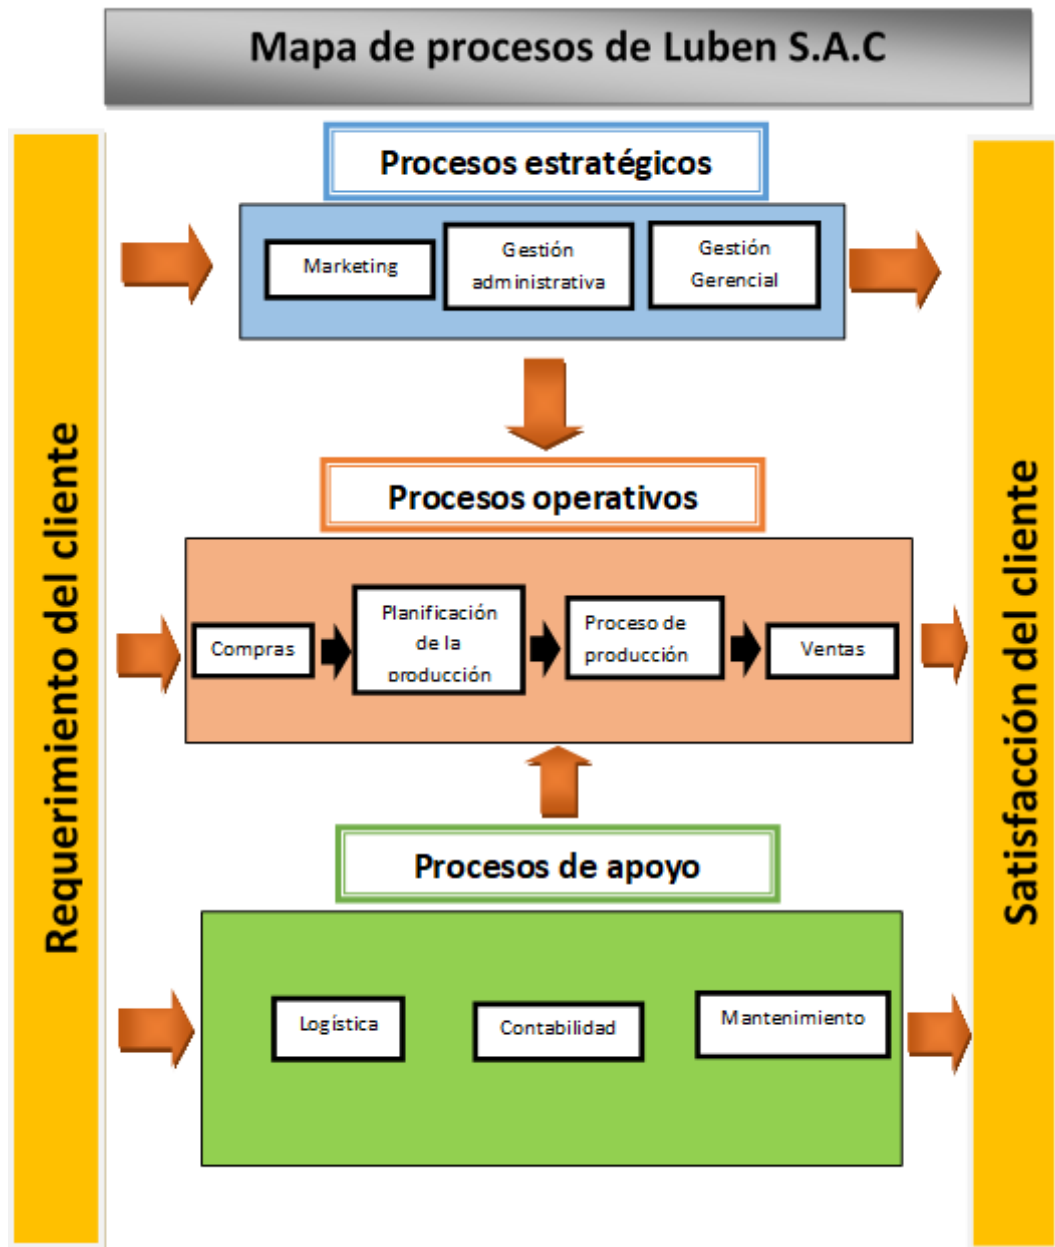 Mapa de procesos de Luben S.A.C
Requerimiento del cliente
Procesos estratégicos
Marketing
Gestión
administrativa
Gestión
Gerencial
Procesos operativos
Compras
Planificación
de la
producción
Proceso de
producción
Ventas
Procesos de apoyo
Logística
Contabilidad
Mantenimiento
Satisfacción del cliente